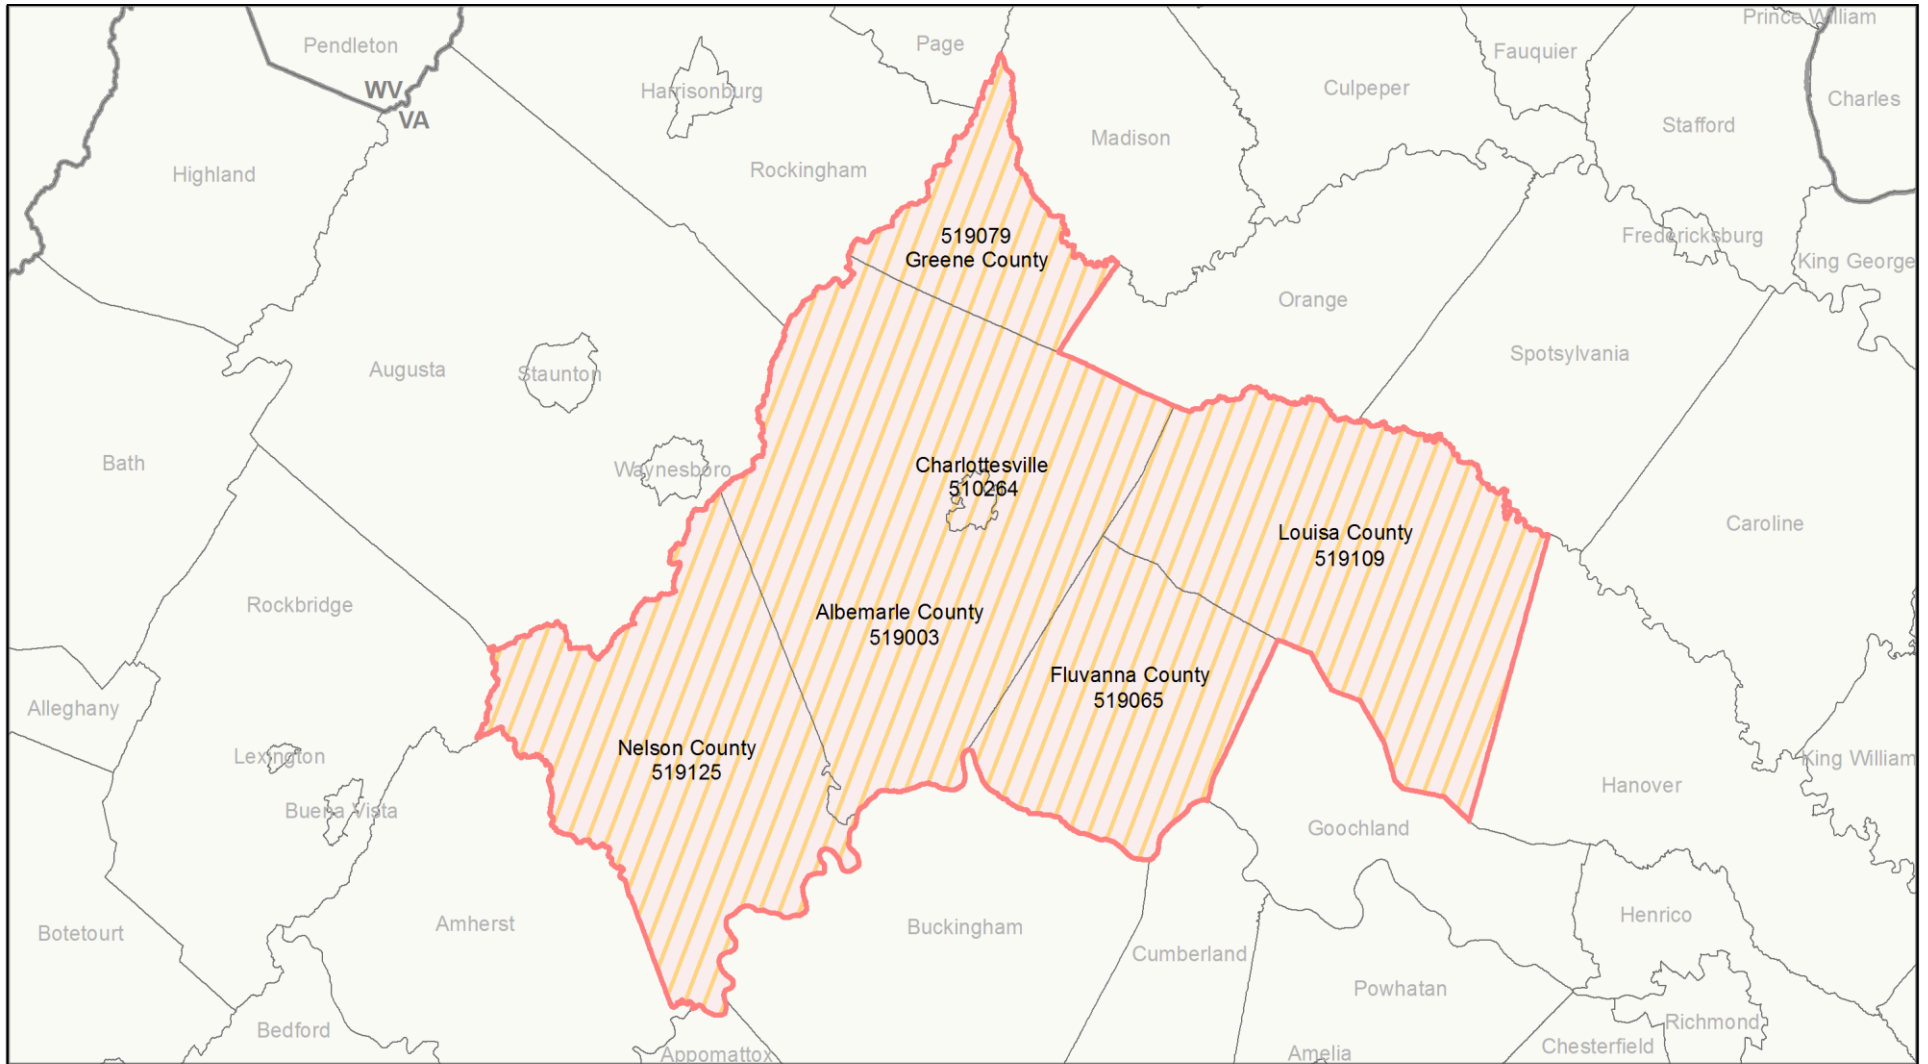 Prince William
Pendleton
Page
Fauquier
WV
VA
Harrisonburg
Culpeper
Charles
Stafford
Madison
Highland
Rockingham
519079
Greene County
Fredericksburg
King George
Orange
Spotsylvania
Augusta
Staunton
Bath
Waynesboro
Charlottesville
510264
Caroline
Louisa County
519109
Rockbridge
Albemarle County
519003
Fluvanna County
519065
Alleghany
Lexington
Nelson County
519125
King William
Hanover
Buena Vista
Goochland
Botetourt
Amherst
Buckingham
Henrico
Cumberland
Powhatan
Bedford
Richmond
Appomattox
Amelia
Chesterfield